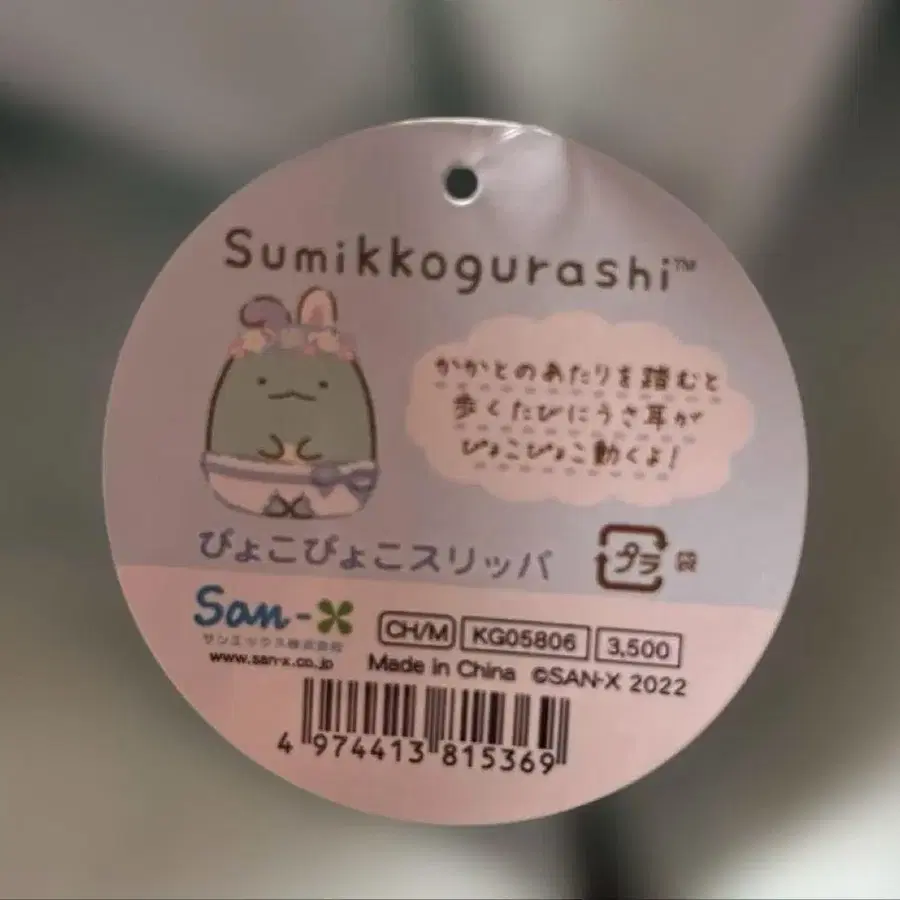 Sumikkogurashi™
かかとのあたりを踏むと
歩くたびにうさ耳が
ぴょこぴょこ動くよ!
ぴょこぴょこスリッパ
プラ 袋
San-X
サンエックス株式会社
www.san-x.co.jp
CH/M KG05806 3,500
Made in China ©SAN-X 2022
4 974413 815369